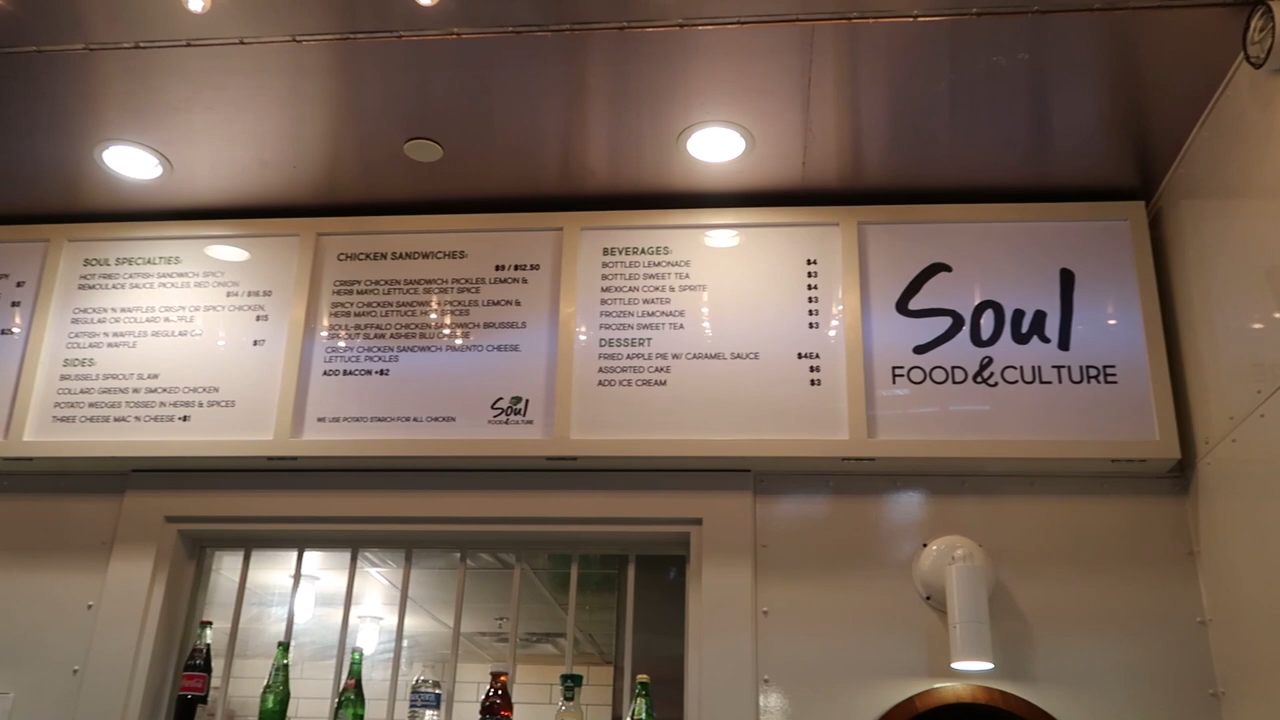 $7
$8
SOUL SPECIALTIES:
HOT FRIED CATFISH SANDWICH: SPICY
REMOULADE SAUCE, PICKLES, RED ONION
$14 / $16.50
CHICKEN 'N WAFFLES: CRISPY OR SPICY CHICKEN,
REGULAR OR COLLARD WAFFLE $15
CATFISH 'N WAFFLES: REGULAR OR
COLLARD WAFFLE $17
SIDES:
BRUSSELS SPROUT SLAW
COLLARD GREENS W/ SMOKED CHICKEN
POTATO WEDGES TOSSED IN HERBS & SPICES
THREE CHEESE MAC 'N CHEESE +$1
CHICKEN SANDWICHES:
$9 / $12.50
CRISPY CHICKEN SANDWICH: PICKLES, LEMON &
HERB MAYO, LETTUCE, SECRET SPICE
SPICY CHICKEN SANDWICH: PICKLES, LEMON &
HERB MAYO, LETTUCE, HOT SPICES
SOUL-BUFFALO CHICKEN SANDWICH: BRUSSELS
SPROUT SLAW, ASHER BLU CHEESE
CRISPY CHICKEN SANDWICH: PIMENTO CHEESE,
LETTUCE, PICKLES
ADD BACON +$2
WE USE POTATO STARCH FOR ALL CHICKEN
Soul
FOOD&CULTURE
BEVERAGES:
BOTTLED LEMONADE $4
BOTTLED SWEET TEA $3
MEXICAN COKE & SPRITE $4
BOTTLED WATER $3
FROZEN LEMONADE $3
FROZEN SWEET TEA $3
DESSERT
FRIED APPLE PIE W/ CARAMEL SAUCE $4EA
ASSORTED CAKE $6
ADD ICE CREAM $3
Soul
FOOD&CULTURE
Coca-Cola